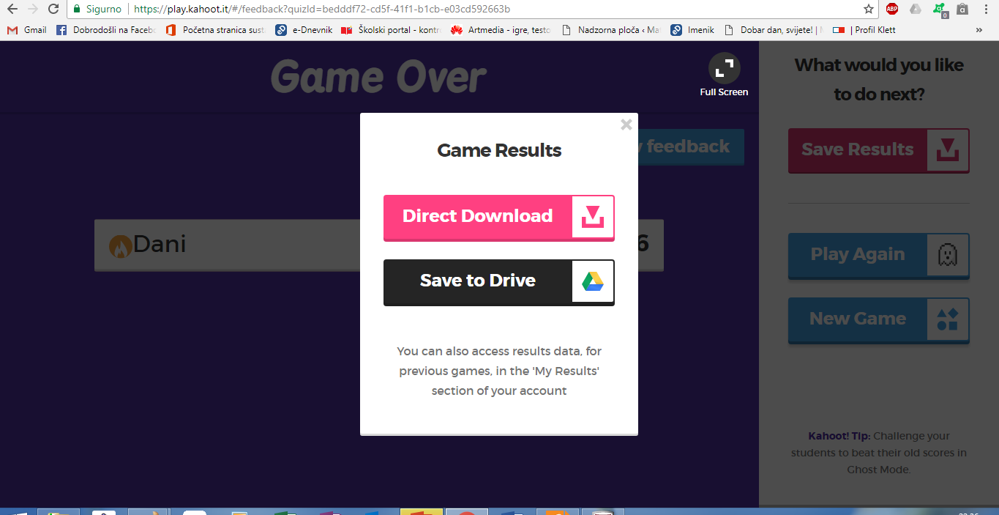 Sigurno
https://play.kahoot.it/#/feedback?quizId=bedddf72-cd5f-41f1-b1cb-e03cd592663b
ABP
0
Gmail
Dobrodošli na Facebo
Početna stranica sust
e-Dnevnik
Školski portal - kontro
Artmedia - igre, testo
Nadzorna ploča ‹ Ma
Imenik
Dobar dan, svijete! |
| Profil Klett
»
Game Over
Full Screen
What would you like
to do next?
Game Results
feedback
Save Results
Direct Download
Dani
6
Play Again
Save to Drive
New Game
You can also access results data, for
previous games, in the 'My Results'
section of your account
Kahoot! Tip: Challenge your
students to beat their old scores in
Ghost Mode.